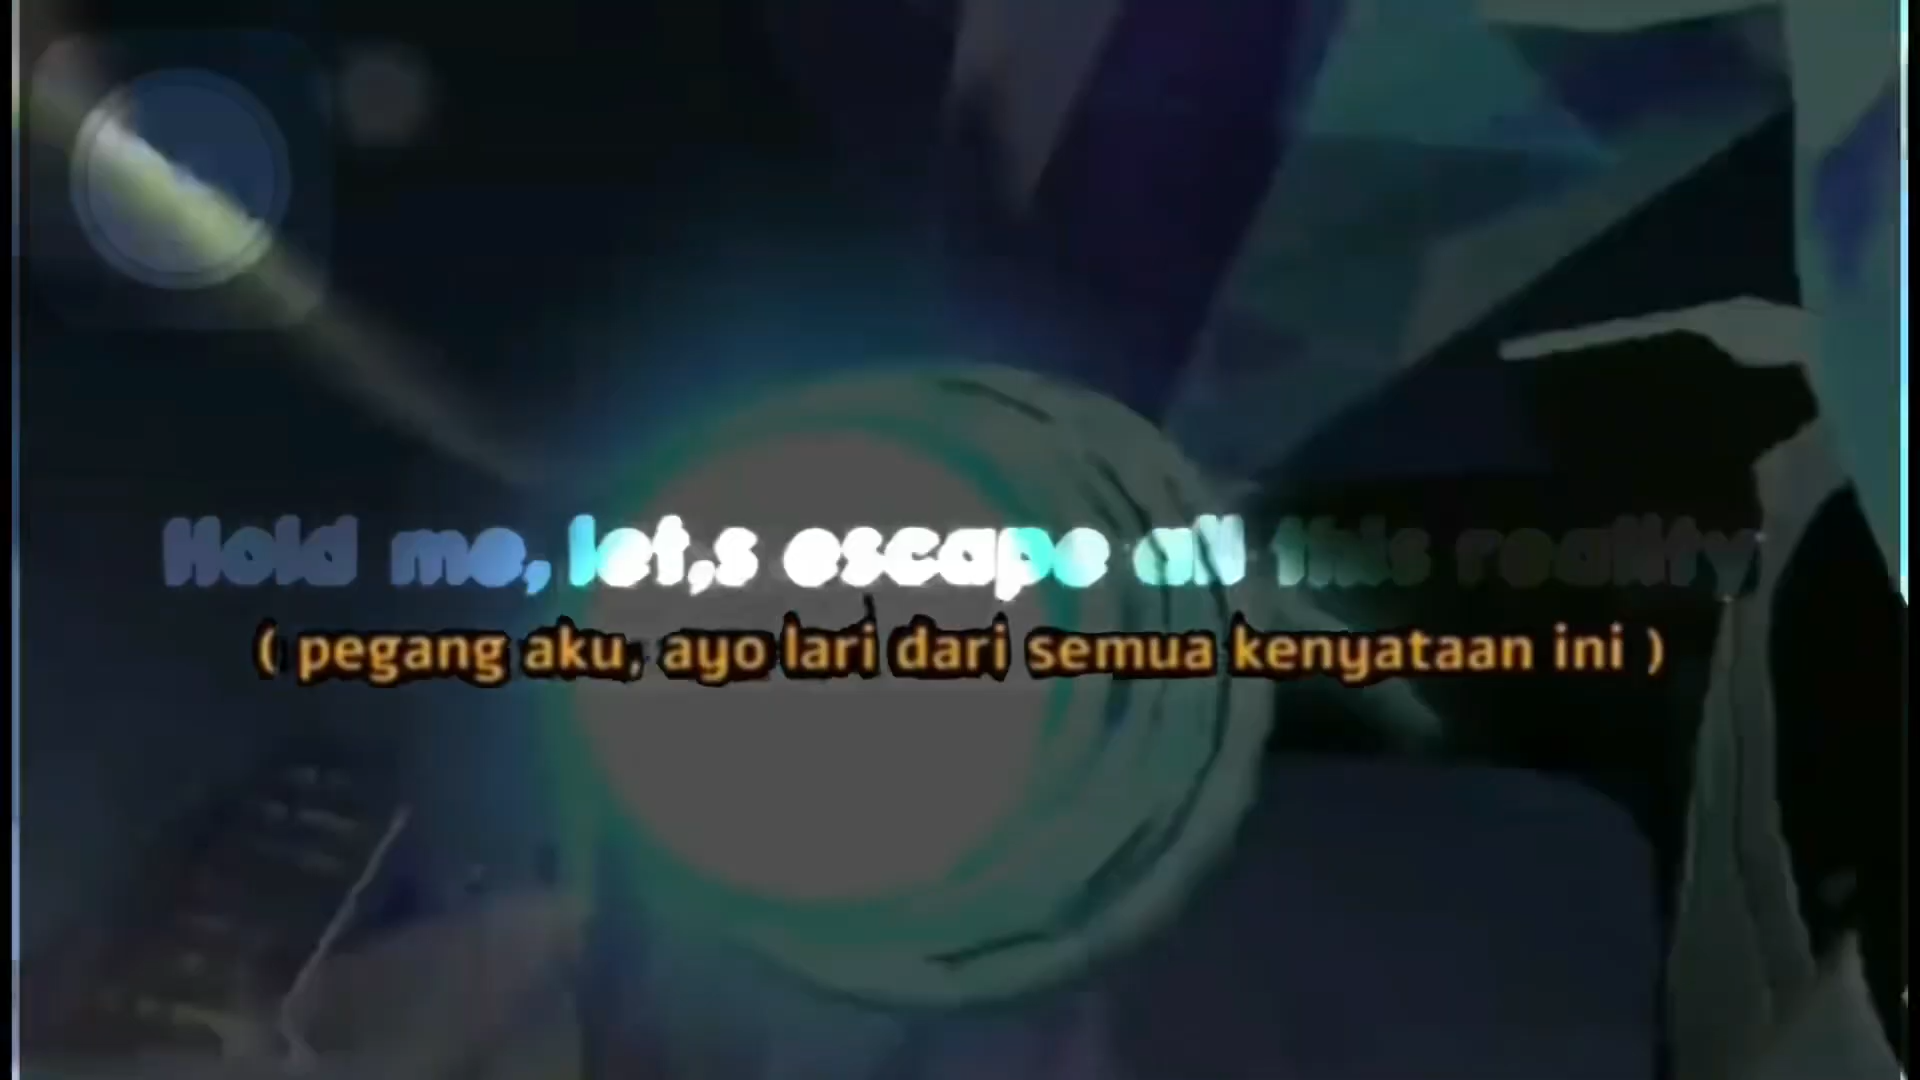 Hold me, let,s escape all this reality
( pegang aku, ayo lari dari semua kenyataan ini )